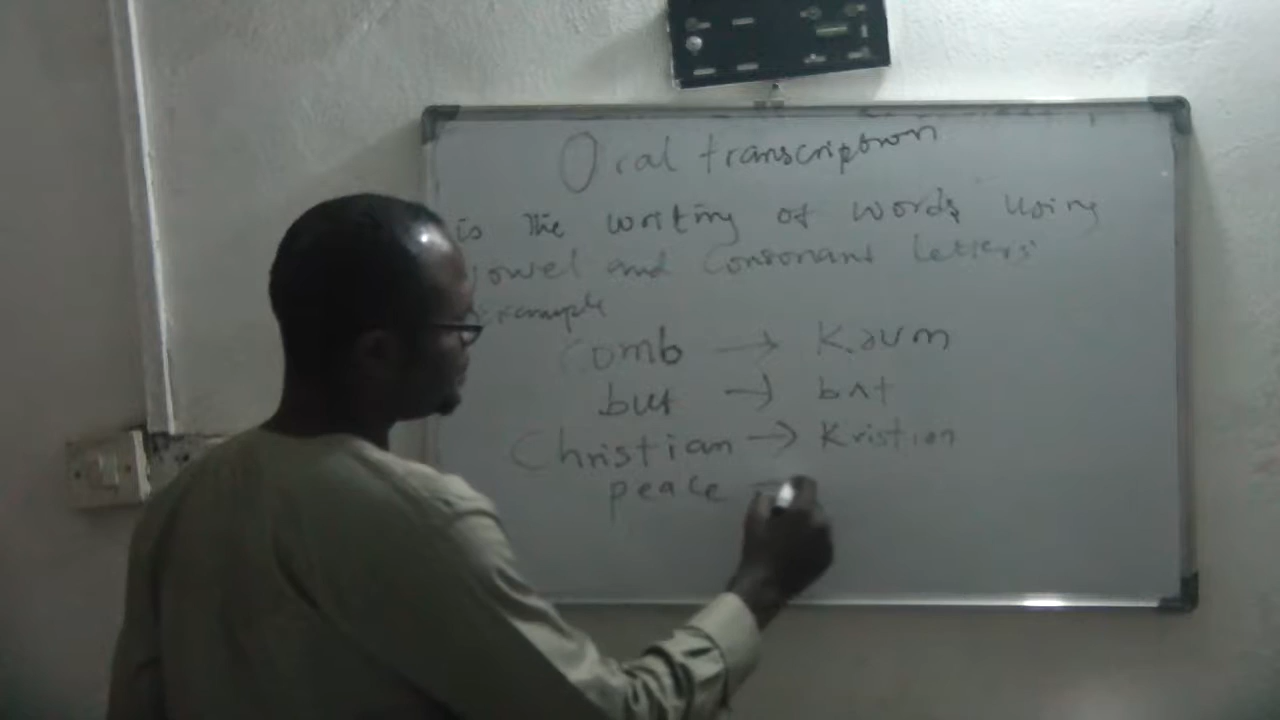 Oral transcription
is the writing of words using
vowel and consonant letters
example
Comb → Kəʊm
but → bʌt
Christian → Kristian
peace →